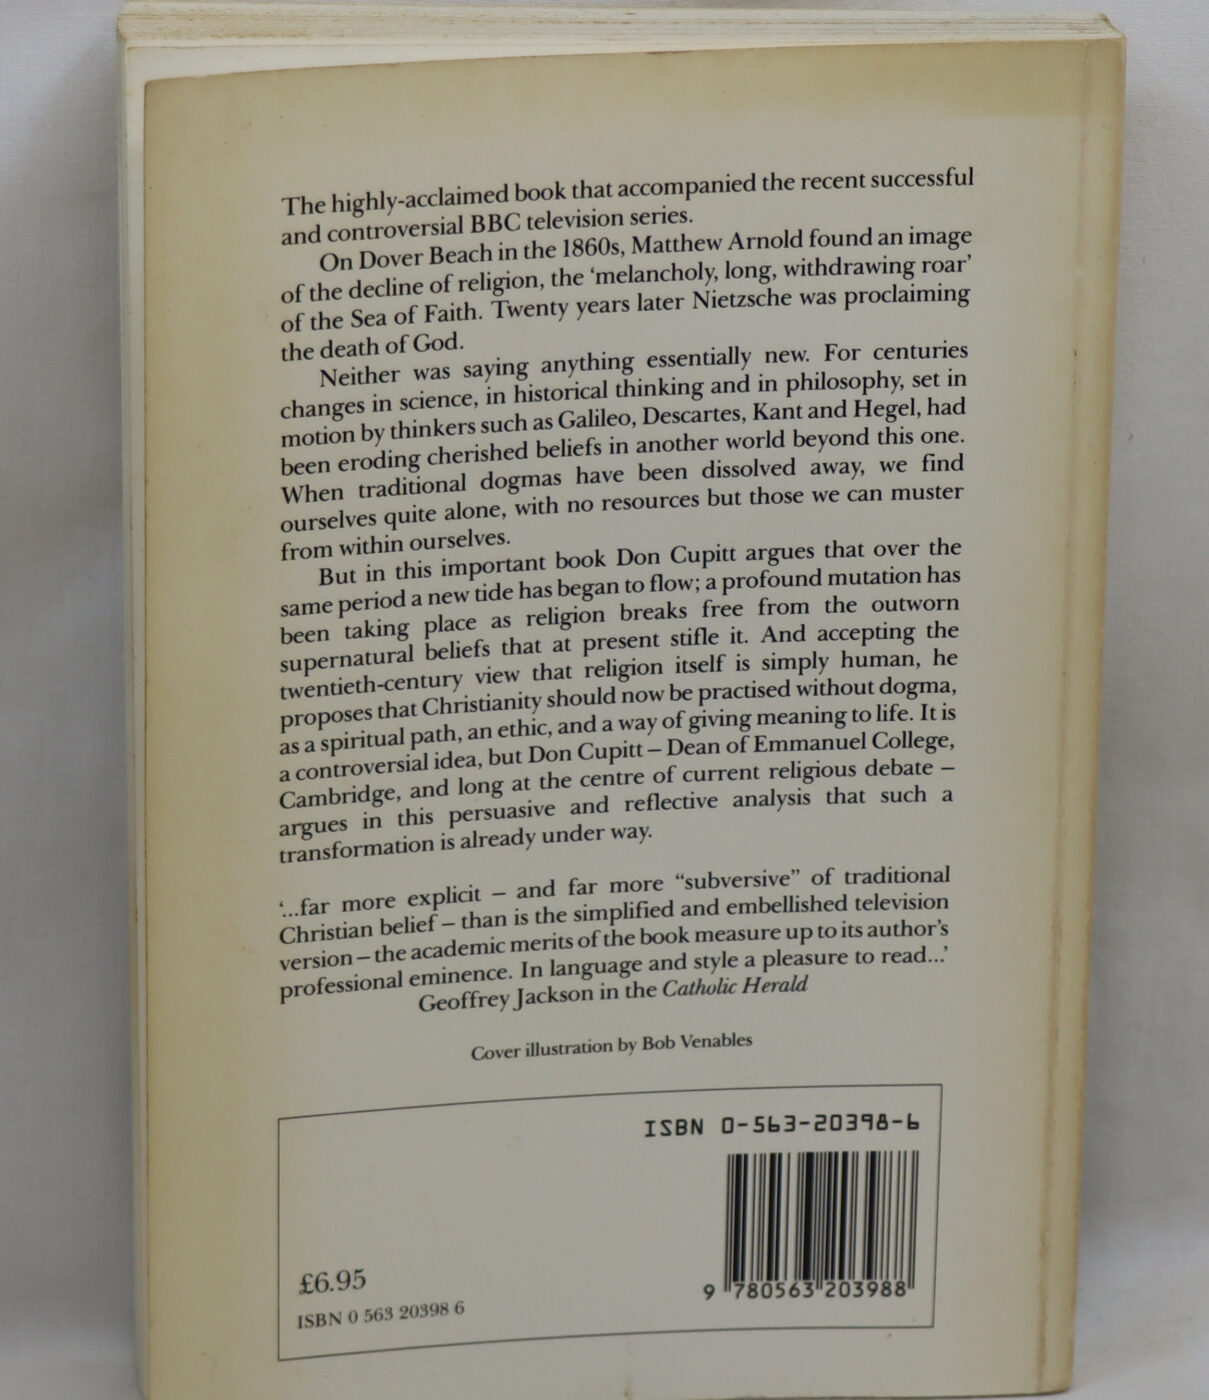 The highly-acclaimed book that accompanied the recent successful
and controversial BBC television series.
On Dover Beach in the 1860s, Matthew Arnold found an image
of the decline of religion, the ‘melancholy, long, withdrawing roar’
of the Sea of Faith. Twenty years later Nietzsche was proclaiming
the death of God.
Neither was saying anything essentially new. For centuries
changes in science, in historical thinking and in philosophy, set in
motion by thinkers such as Galileo, Descartes, Kant and Hegel, had
been eroding cherished beliefs in another world beyond this one.
When traditional dogmas have been dissolved away, we find
ourselves quite alone, with no resources but those we can muster
from within ourselves.
But in this important book Don Cupitt argues that over the
same period a new tide has began to flow; a profound mutation has
been taking place as religion breaks free from the outworn
supernatural beliefs that at present stifle it. And accepting the
twentieth-century view that religion itself is simply human, he
proposes that Christianity should now be practised without dogma,
as a spiritual path, an ethic, and a way of giving meaning to life. It is
a controversial idea, but Don Cupitt – Dean of Emmanuel College,
Cambridge, and long at the centre of current religious debate –
argues in this persuasive and reflective analysis that such a
transformation is already under way.
‘...far more explicit – and far more “subversive” of traditional
Christian belief – than is the simplified and embellished television
version – the academic merits of the book measure up to its author’s
professional eminence. In language and style a pleasure to read...’
Geoffrey Jackson in the Catholic Herald
Cover illustration by Bob Venables
ISBN 0-563-20398-6
9 780563 203988
£6.95
ISBN 0 563 20398 6